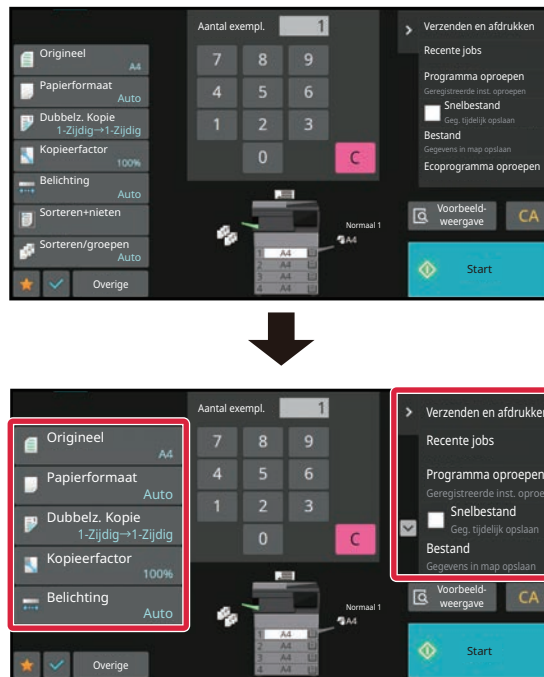 Aantal exempl. 1
Origineel
A4
Papierformaat
Auto
Dubbelz. Kopie
1-Zijdig→1-Zijdig
Kopieerfactor
100%
Belichting
Auto
Sorteren+nieten
Sorteren/groepen
Auto
Overige
7 8 9
4 5 6
1 2 3
0 C
Normaal 1
A4
1 A4
2 A4
3 A4
4 A4
Verzenden en afdrukken
Recente jobs
Programma oproepen
Geregistreerde inst. oproepen
Snelbestand
Geg. tijdelijk opslaan
Bestand
Gegevens in map opslaan
Ecoprogramma oproepen
Voorbeeld-
weergave
CA
Start
Aantal exempl. 1
Origineel
A4
Papierformaat
Auto
Dubbelz. Kopie
1-Zijdig→1-Zijdig
Kopieerfactor
100%
Belichting
Auto
Overige
7 8 9
4 5 6
1 2 3
0 C
Normaal 1
A4
1 A4
2 A4
3 A4
4 A4
Verzenden en afdrukken
Recente jobs
Programma oproepen
Geregistreerde inst. oproe
Snelbestand
Geg. tijdelijk opslaan
Bestand
Gegevens in map opslaan
Voorbeeld-
weergave
CA
Start